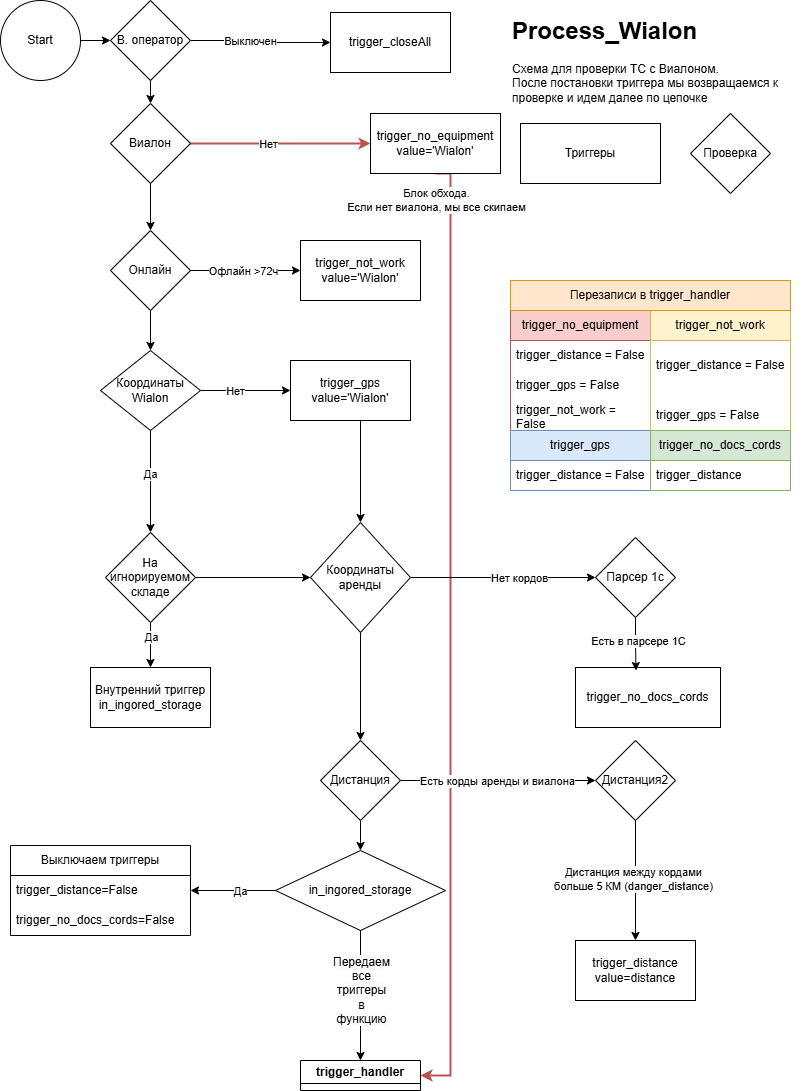 Process_Wialon
Схема для проверки ТС с Виалоном.
После постановки триггера мы возвращаемся к
проверке и идем далее по цепочке
Start
В. оператор
Выключен
trigger_closeAll
Виалон
Нет
trigger_no_equipment
value='Wialon'
Триггеры
Проверка
Блок обхода.
Если нет виалона, мы все скипаем
Онлайн
Офлайн >72ч
trigger_not_work
value='Wialon'
Перезаписи в trigger_handler
trigger_no_equipment
trigger_not_work
trigger_distance = False
trigger_gps = False
trigger_not_work =
False
trigger_distance = False
trigger_gps = False
trigger_gps
trigger_no_docs_cords
trigger_distance = False
trigger_distance
Координаты
Wialon
Нет
trigger_gps
value='Wialon'
Да
На
игнорируемом
складе
Координаты
аренды
Нет кордов
Парсер 1с
Да
Есть в парсере 1С
Внутренний триггер
in_ingored_storage
trigger_no_docs_cords
Дистанция
Есть корды аренды и виалона
Дистанция2
Выключаем триггеры
trigger_distance=False
trigger_no_docs_cords=False
Да
in_ingored_storage
Дистанция между кордами
больше 5 КМ (danger_distance)
Передаем
все
триггеры
в
функцию
trigger_distance
value=distance
trigger_handler